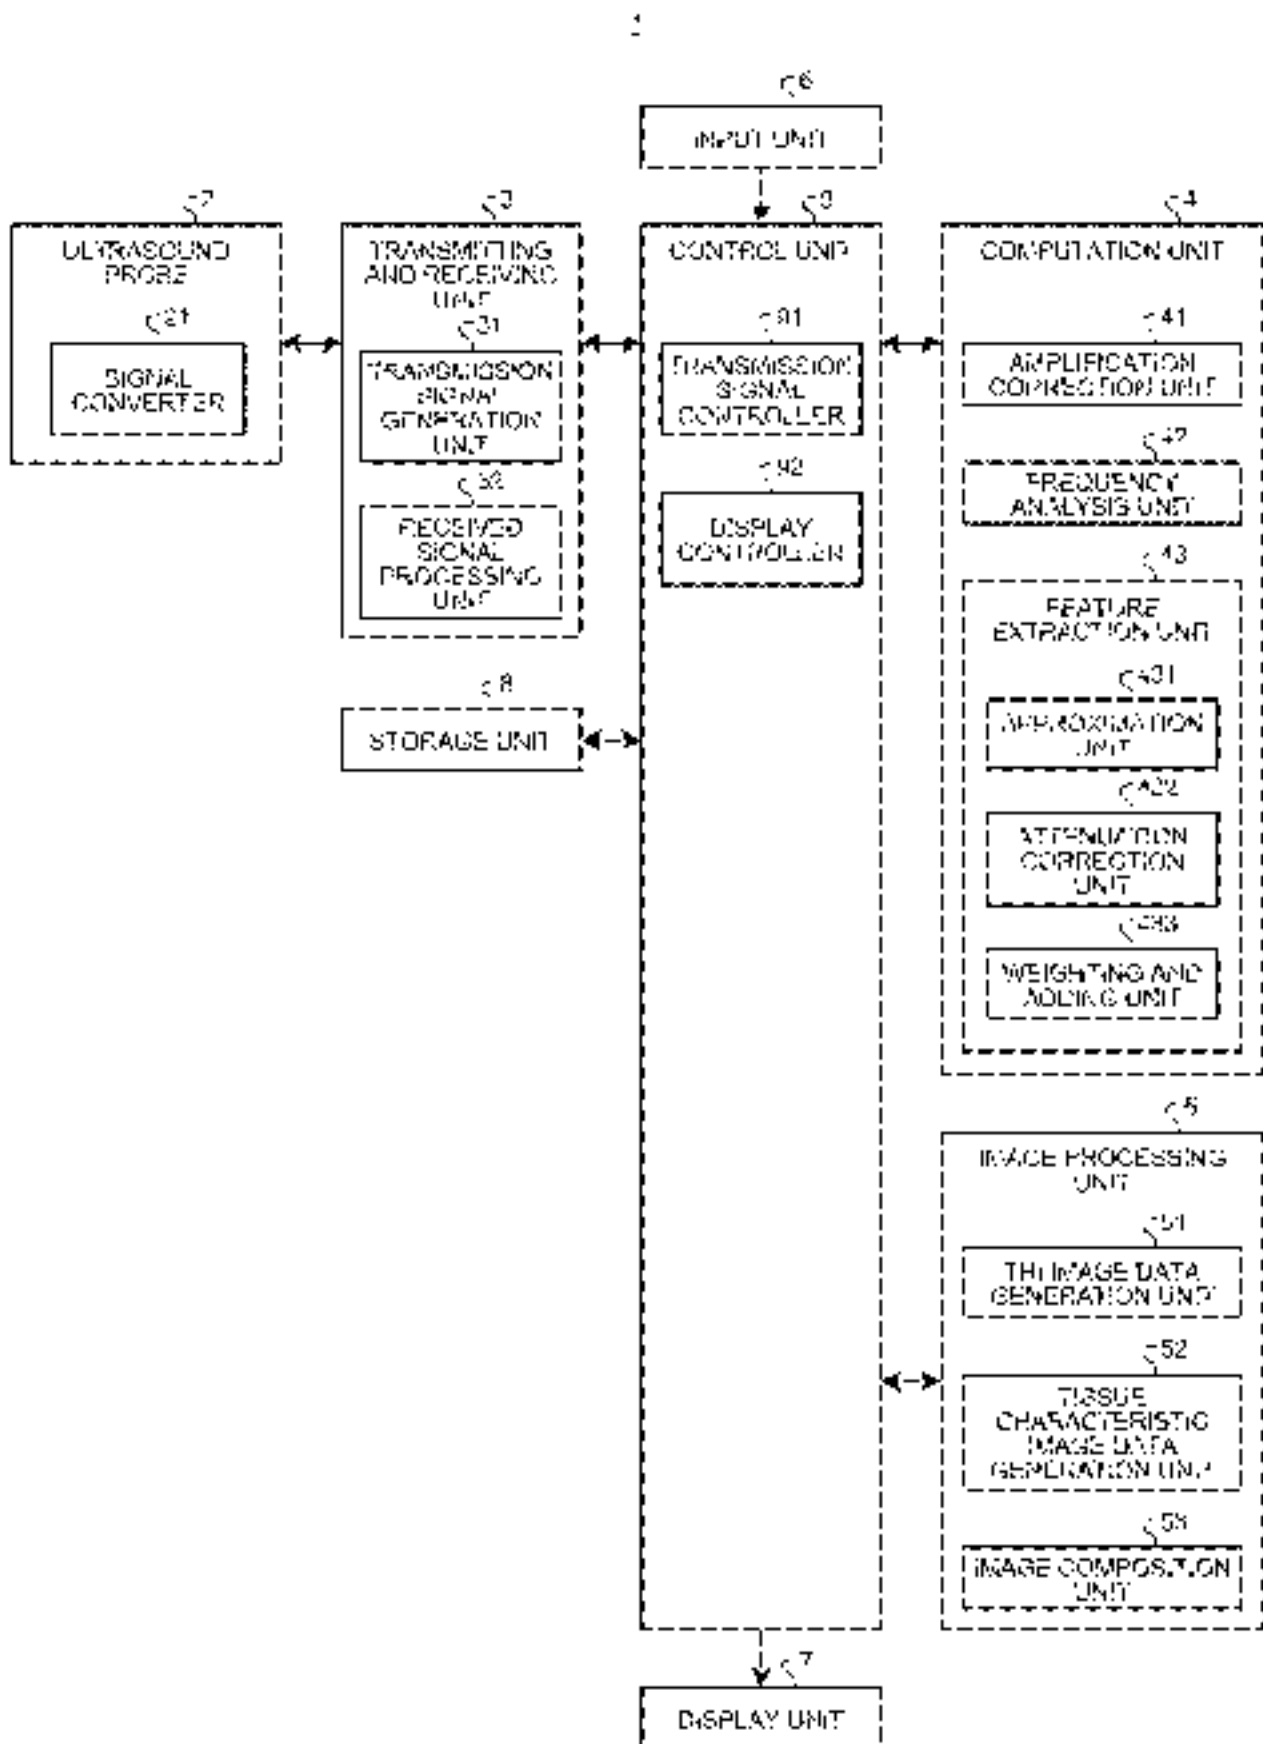 1
6
INPUT UNIT
2
ULTRASOUND
PROBE
21
SIGNAL
CONVERTER
3
TRANSMITTING
AND RECEIVING
UNIT
31
TRANSMISSION
SIGNAL
GENERATION
UNIT
32
RECEIVED
SIGNAL
PROCESSING
UNIT
8
STORAGE UNIT
9
CONTROL UNIT
91
TRANSMISSION
SIGNAL
CONTROLLER
92
DISPLAY
CONTROLLER
4
COMPUTATION UNIT
41
AMPLIFICATION
CORRECTION UNIT
42
FREQUENCY
ANALYSIS UNIT
43
FEATURE
EXTRACTION UNIT
431
APPROXIMATION
UNIT
432
ATTENUATION
CORRECTION
UNIT
433
WEIGHTING AND
ADDING UNIT
5
IMAGE PROCESSING
UNIT
51
THI IMAGE DATA
GENERATION UNIT
52
TISSUE
CHARACTERISTIC
IMAGE DATA
GENERATION UNIT
53
IMAGE COMPOSITION
UNIT
7
DISPLAY UNIT